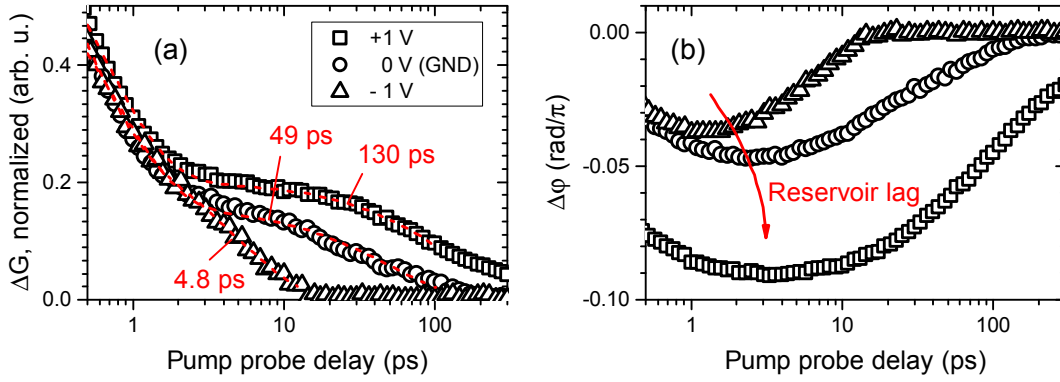 ΔG, normalized (arb. u.)
0.4
0.2
0.0
(a)
+1 V
0 V (GND)
- 1 V
49 ps
130 ps
4.8 ps
1
10
100
Pump probe delay (ps)
Δφ (rad/π)
0.00
-0.05
-0.10
(b)
Reservoir lag
1
10
100
Pump probe delay (ps)